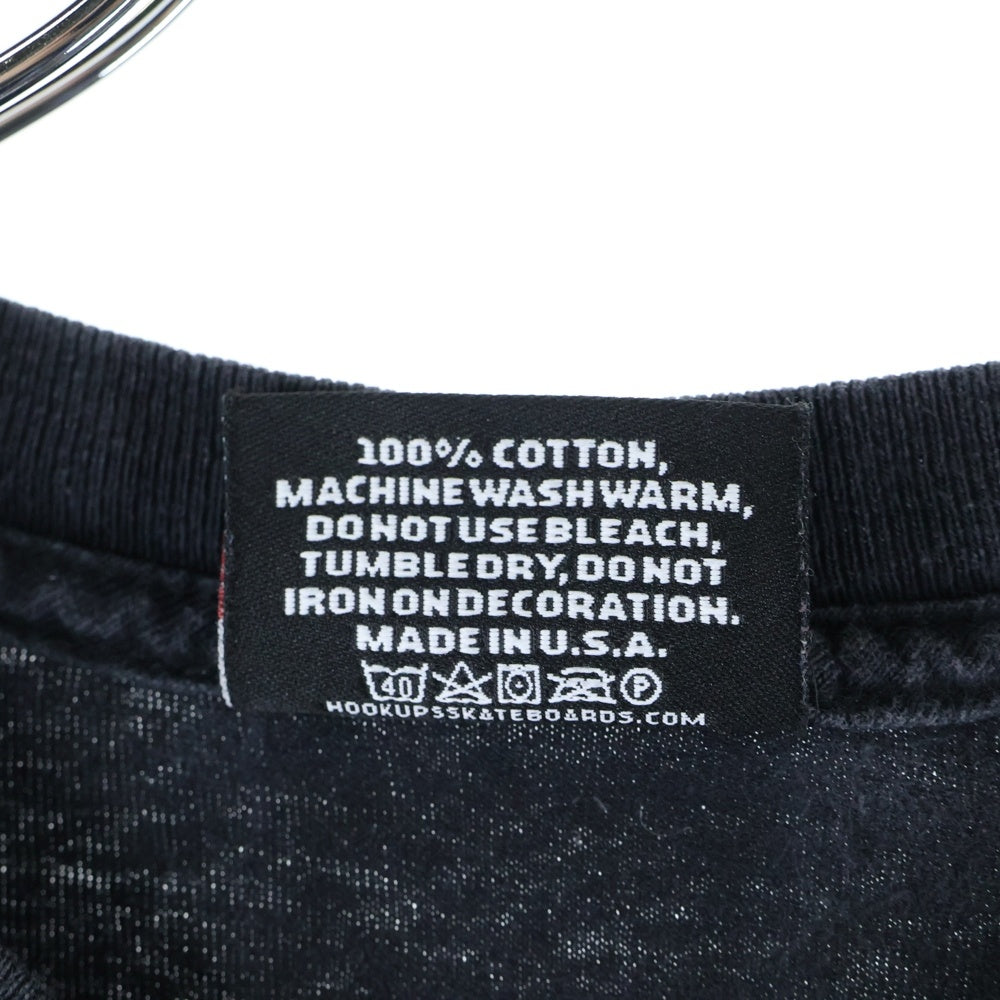 100% COTTON,
MACHINE WASH WARM,
DO NOT USE BLEACH,
TUMBLE DRY, DO NOT
IRON ON DECORATION.
MADE IN U.S.A.
40 P
HOOKUPSSKATEBOARDS.COM